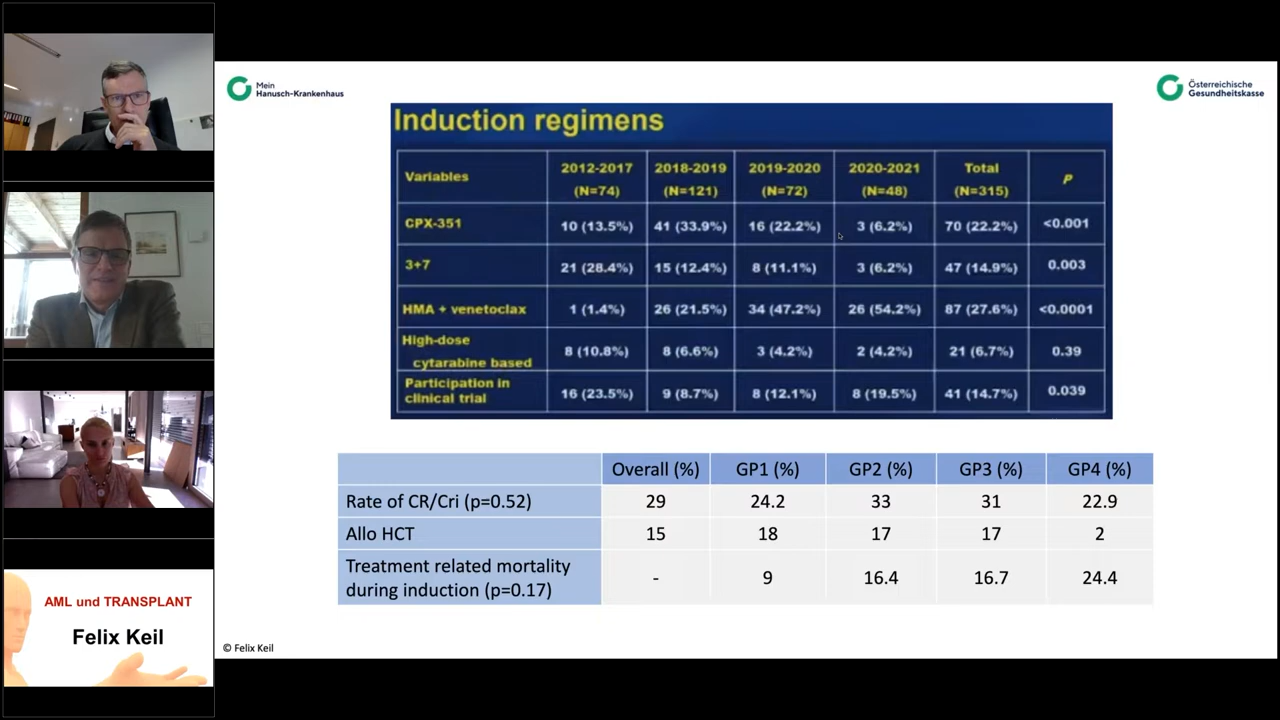 Mein
Hanusch-Krankenhaus
Österreichische
Gesundheitskasse
Induction regimens
Variables 2012-2017 (N=74) 2018-2019 (N=121) 2019-2020 (N=72) 2020-2021 (N=48) Total (N=315) P
CPX-351 10 (13.5%) 41 (33.9%) 16 (22.2%) 3 (6.2%) 70 (22.2%) <0.001
3+7 21 (28.4%) 15 (12.4%) 8 (11.1%) 3 (6.2%) 47 (14.9%) 0.003
HMA + venetoclax 1 (1.4%) 26 (21.5%) 34 (47.2%) 26 (54.2%) 87 (27.6%) <0.0001
High-dose
cytarabine based 8 (10.8%) 8 (6.6%) 3 (4.2%) 2 (4.2%) 21 (6.7%) 0.39
Participation in
clinical trial 16 (23.5%) 9 (8.7%) 8 (12.1%) 8 (19.5%) 41 (14.7%) 0.039
Overall (%) GP1 (%) GP2 (%) GP3 (%) GP4 (%)
Rate of CR/Cri (p=0.52) 29 24.2 33 31 22.9
Allo HCT 15 18 17 17 2
Treatment related mortality
during induction (p=0.17) - 9 16.4 16.7 24.4
© Felix Keil
AML und TRANSPLANT
Felix Keil